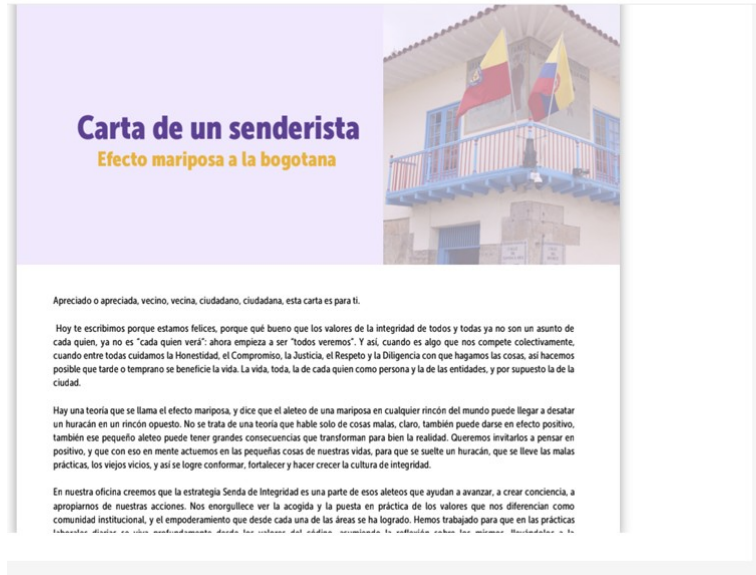 Carta de un senderista
Efecto mariposa a la bogotana
Apreciado o apreciada, vecino, vecina, ciudadano, ciudadana, esta carta es para ti.
Hoy te escribimos porque estamos felices, porque qué bueno que los valores de la integridad de todos y todas ya no son un asunto de
cada quien, ya no es "cada quien verá": ahora empieza a ser "todos veremos". Y así, cuando es algo que nos compete colectivamente,
cuando entre todas cuidamos la Honestidad, el Compromiso, la Justicia, el Respeto y la Diligencia con que hagamos las cosas, así hacemos
posible que tarde o temprano se beneficie la vida. La vida, toda, la de cada quien como persona y la de las entidades, y por supuesto la de la
ciudad.
Hay una teoría que se llama el efecto mariposa, y dice que el aleteo de una mariposa en cualquier rincón del mundo puede llegar a desatar
un huracán en un rincón opuesto. No se trata de una teoría que hable solo de cosas malas, claro, también puede darse en efecto positivo,
también ese pequeño aleteo puede tener grandes consecuencias que transforman para bien la realidad. Queremos invitarlos a pensar en
positivo, y que con eso en mente actuemos en las pequeñas cosas de nuestras vidas, para que se suelte un huracán, que se lleve las malas
prácticas, los viejos vicios, y así se logre conformar, fortalecer y hacer crecer la cultura de integridad.
En nuestra oficina creemos que la estrategia Senda de Integridad es una parte de esos aleteos que ayudan a avanzar, a crear conciencia, a
apropiarnos de nuestras acciones. Nos enorgullece ver la acogida y la puesta en práctica de los valores que nos diferencian como
comunidad institucional, y el empoderamiento que desde cada una de las áreas se ha logrado. Hemos trabajado para que en las prácticas